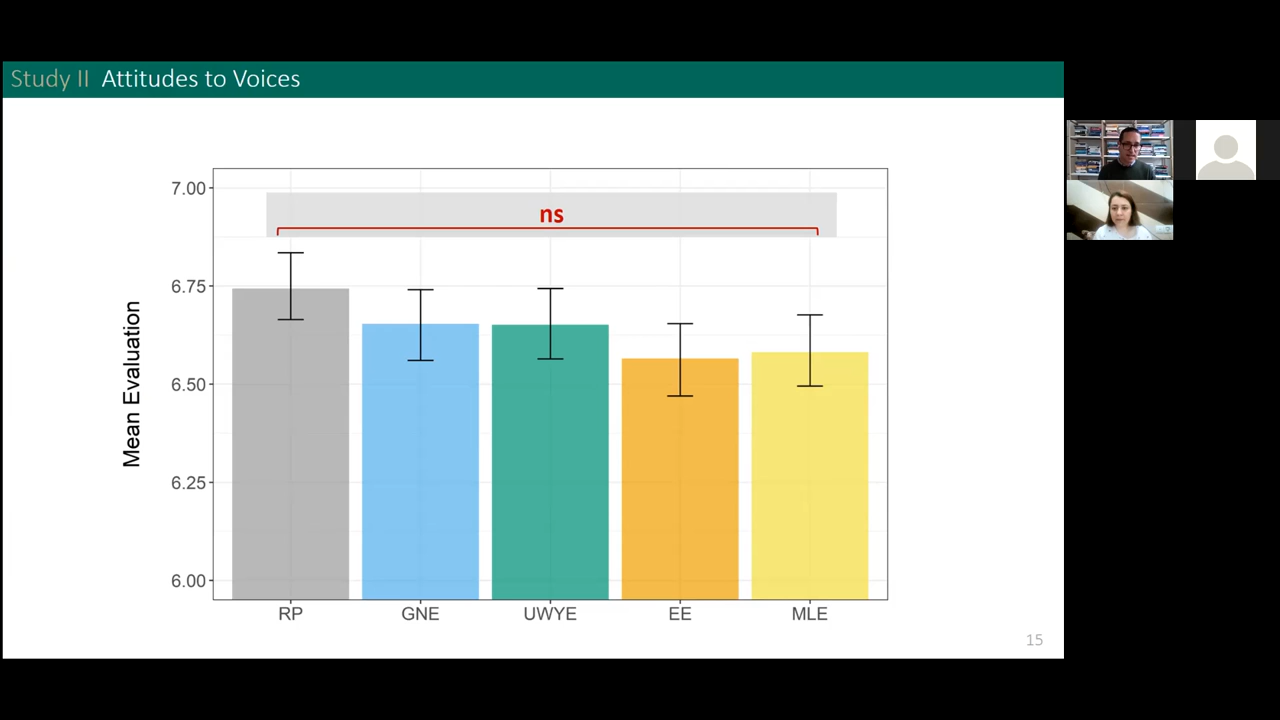 Study II Attitudes to Voices
ns
7.00
6.75
6.50
6.25
6.00
Mean Evaluation
RP GNE UWYE EE MLE
15